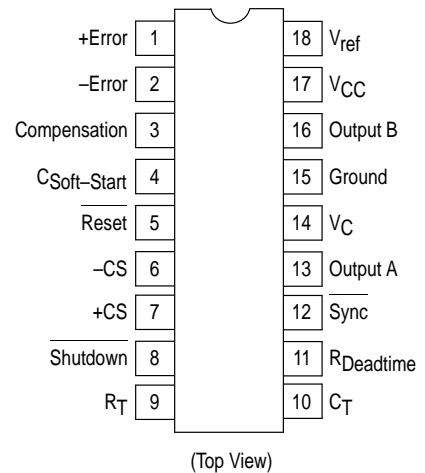 +Error 1 18 Vref
–Error 2 17 VCC
Compensation 3 16 Output B
CSoft–Start 4 15 Ground
Reset 5 14 VC
–CS 6 13 Output A
+CS 7 12 Sync
Shutdown 8 11 RDeadtime
RT 9 10 CT
(Top View)